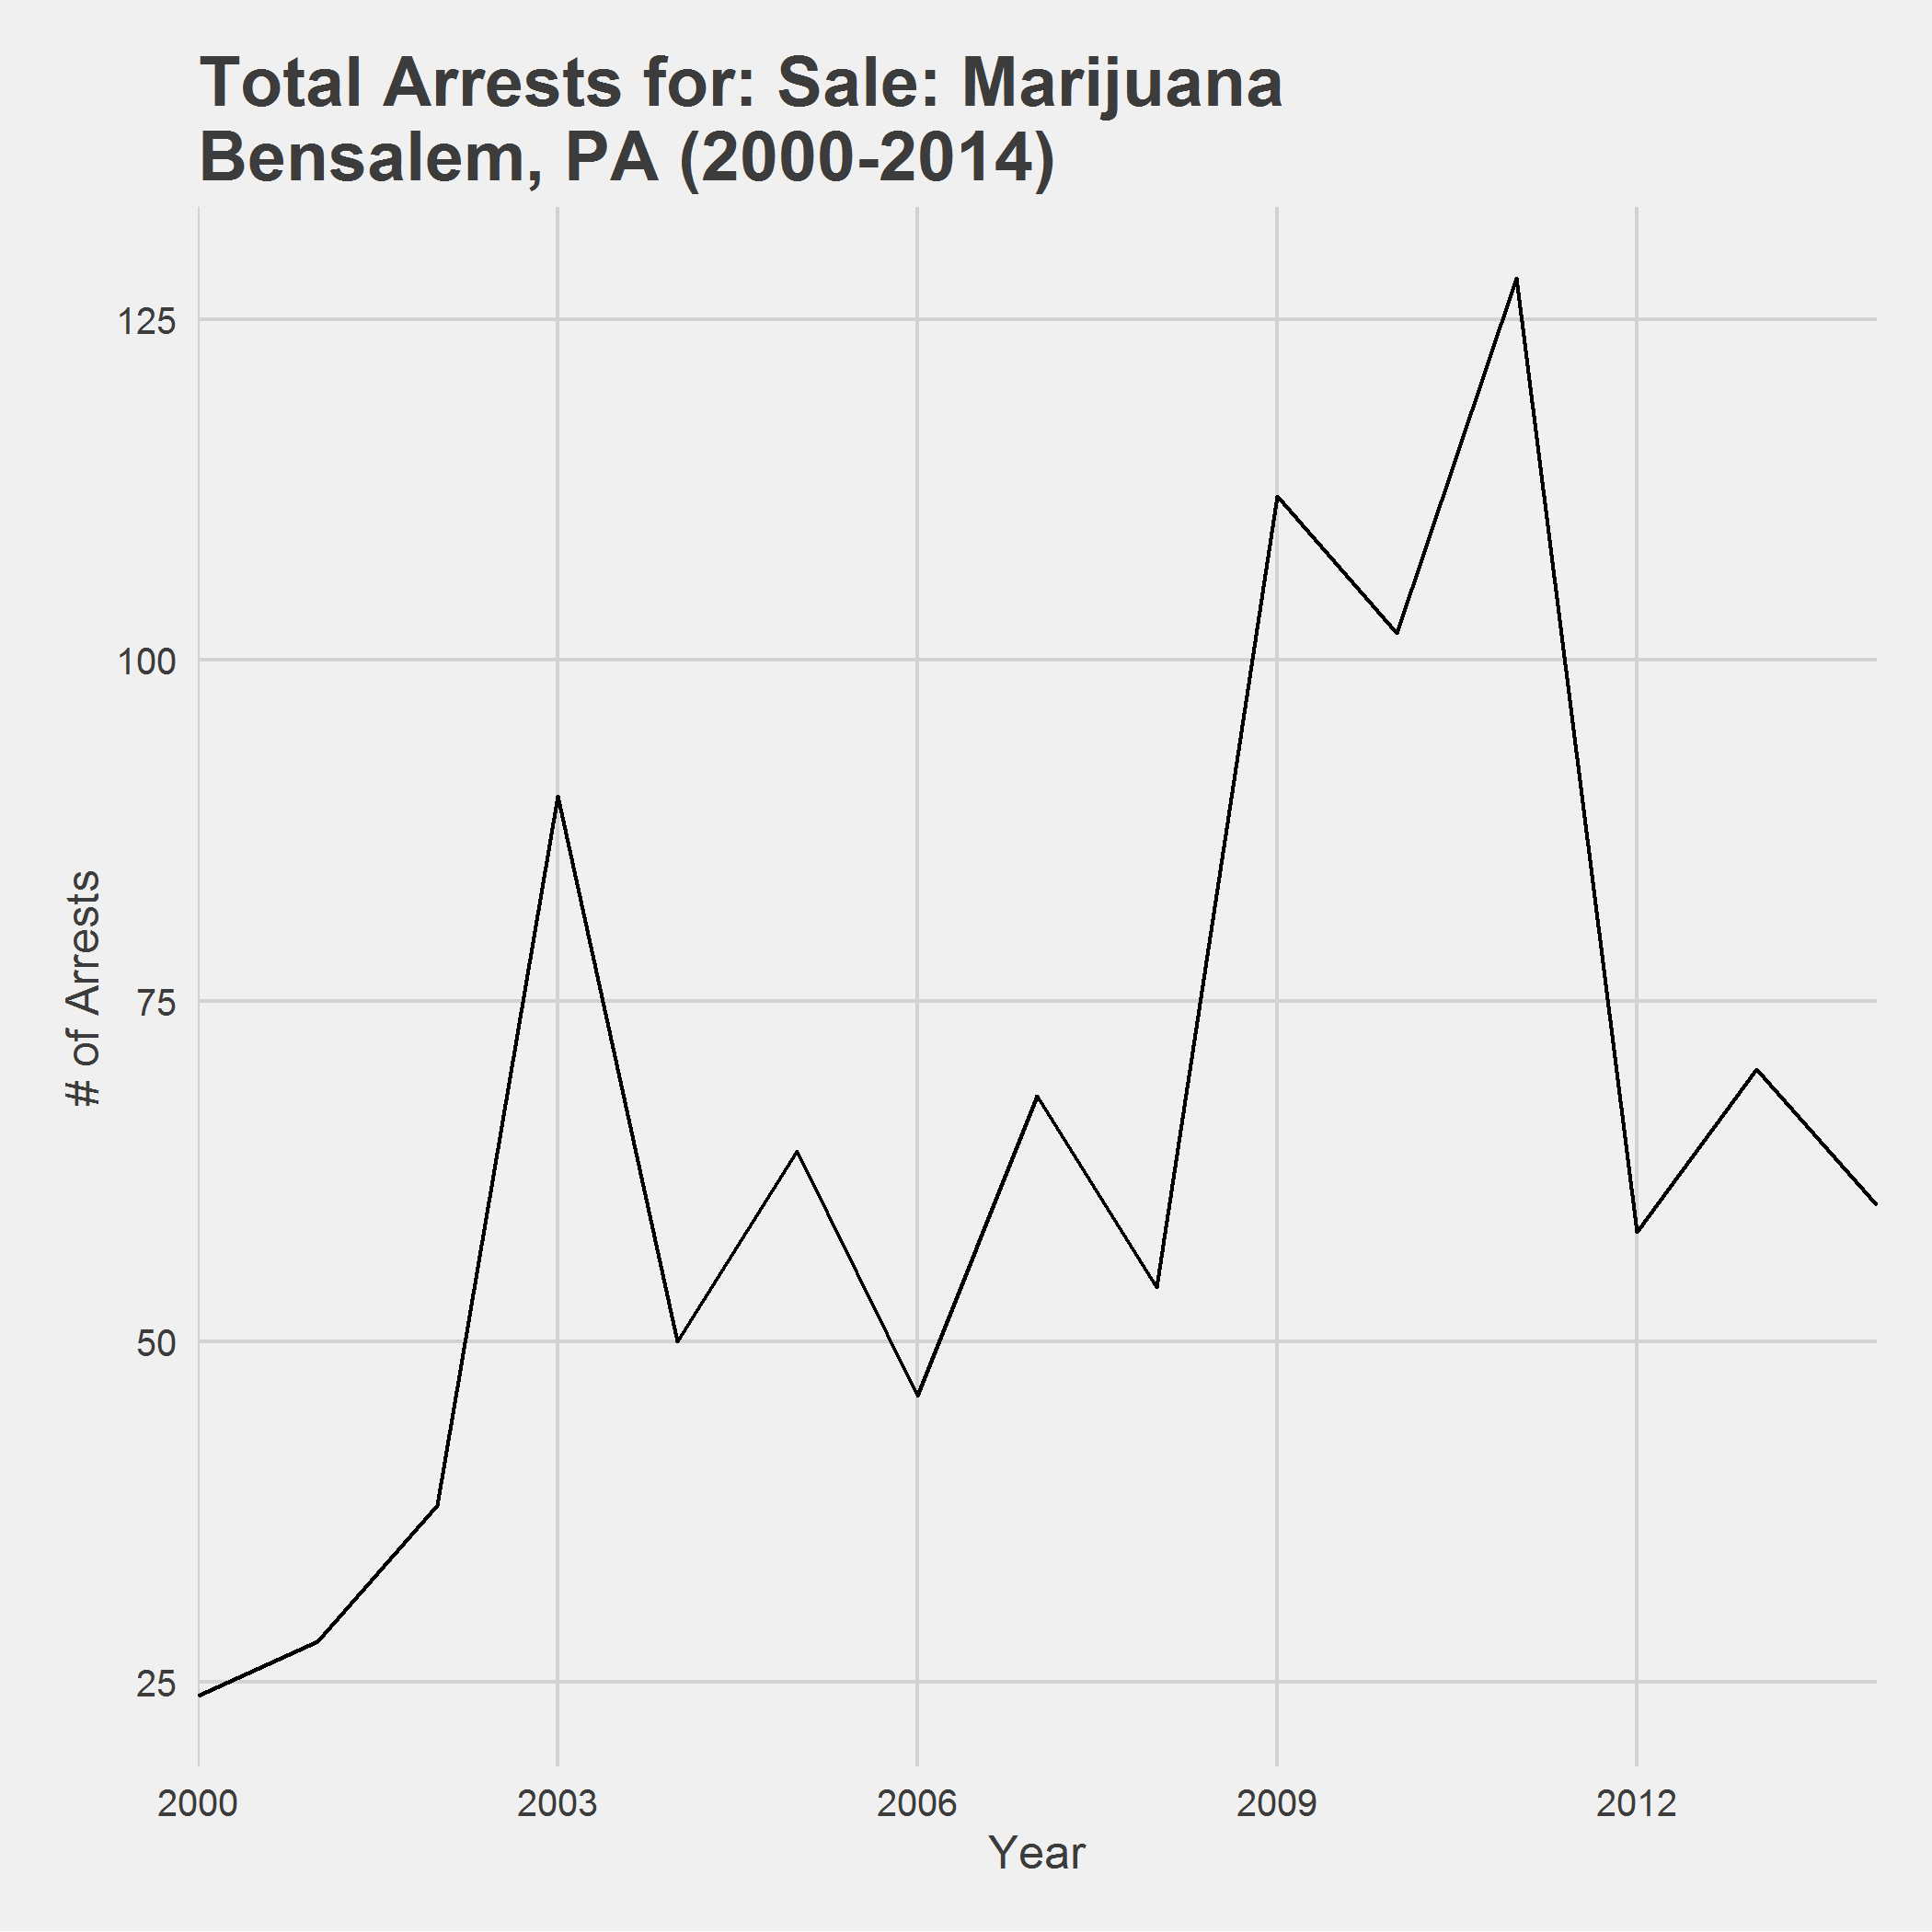 Total Arrests for: Sale: Marijuana
Bensalem, PA (2000-2014)
125
100
75
50
25
# of Arrests
2000 2003 2006 2009 2012
Year